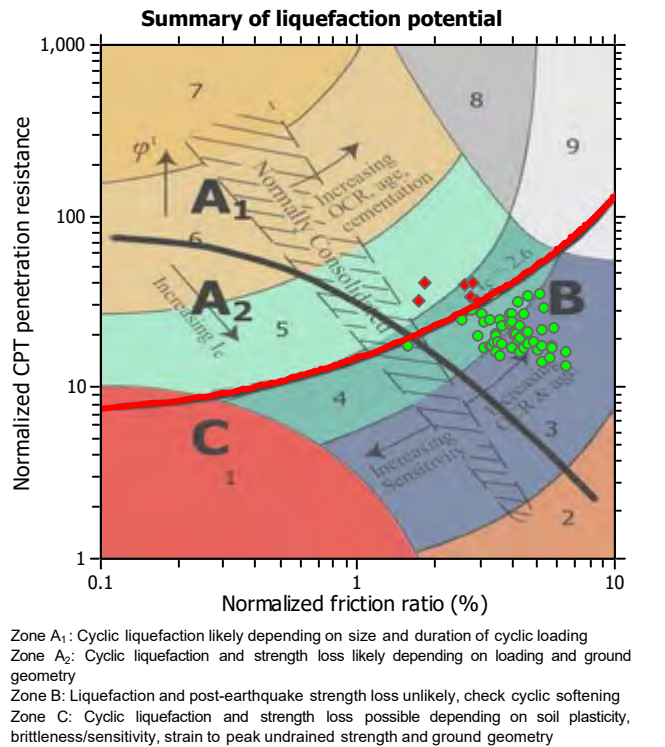 Summary of liquefaction potential
Normalized CPT penetration resistance
1,000
100
10
1
7
8
9
φ'
A1
Increasing
OCR, age,
cementation
Normally Consolidated
6
A2
Increasing Ic
5
Ic = 2.6
B
4
Increasing
OCR & age
C
1
Increasing
Sensitivity
3
2
0.1
1
10
Normalized friction ratio (%)
Zone A1: Cyclic liquefaction likely depending on size and duration of cyclic loading
Zone A2: Cyclic liquefaction and strength loss likely depending on loading and ground
geometry
Zone B: Liquefaction and post-earthquake strength loss unlikely, check cyclic softening
Zone C: Cyclic liquefaction and strength loss possible depending on soil plasticity,
brittleness/sensitivity, strain to peak undrained strength and ground geometry